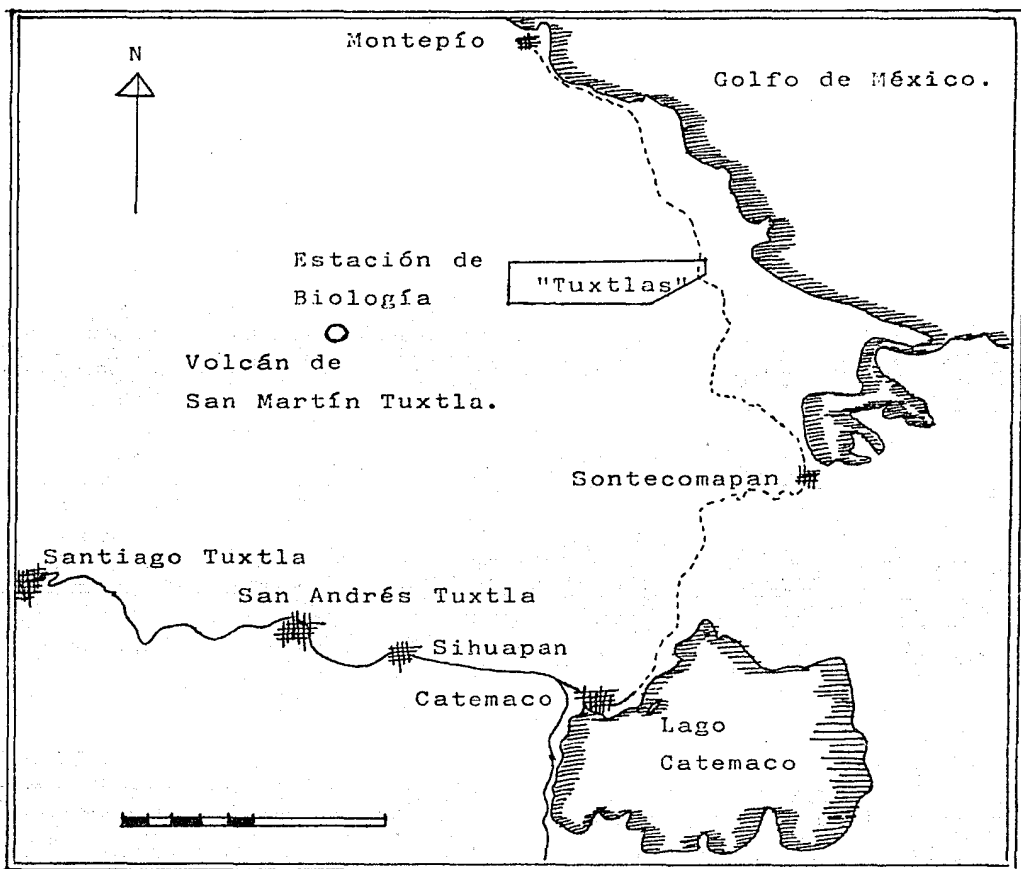 Montepío
N
Golfo de México.
Estación de
Biología
"Tuxtlas"
Volcán de
San Martín Tuxtla.
Sontecomapan
Santiago Tuxtla
San Andrés Tuxtla
Sihuapan
Catemaco
Lago
Catemaco